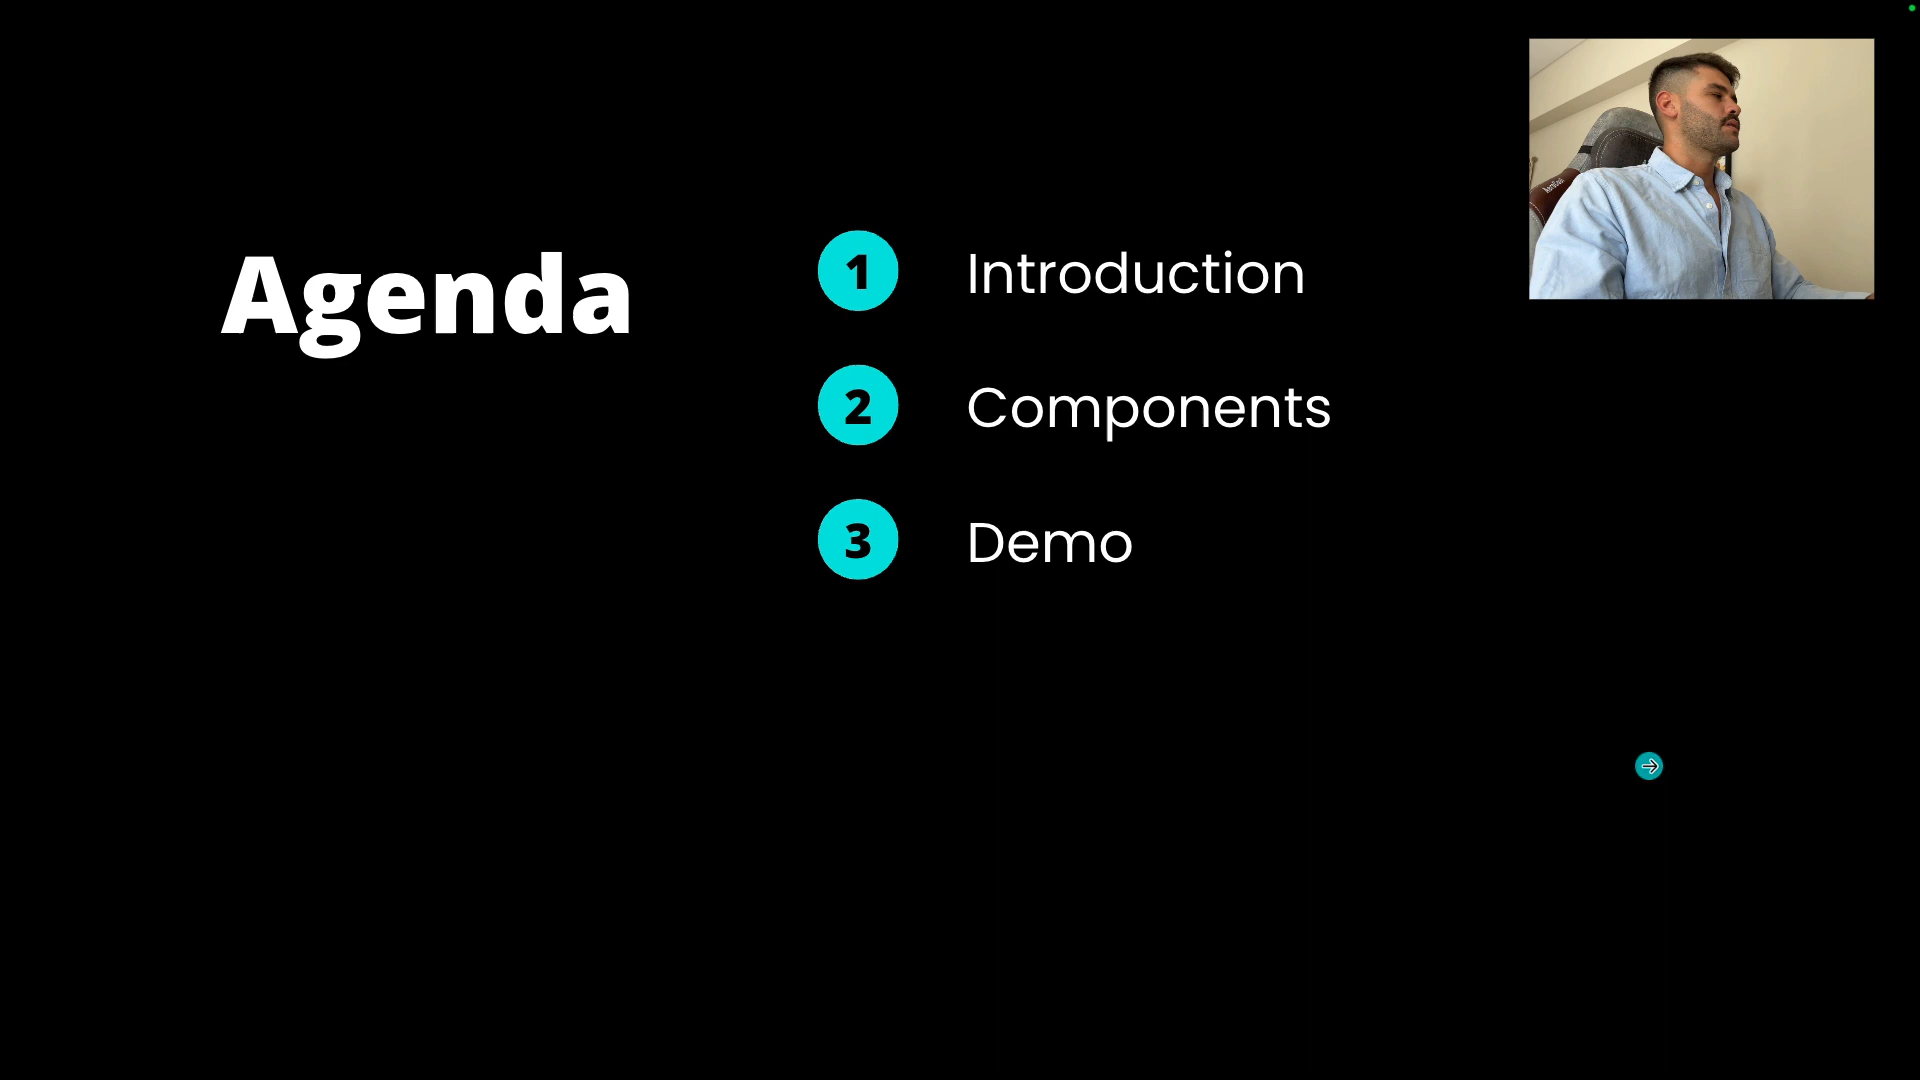 Agenda
1 Introduction
2 Components
3 Demo